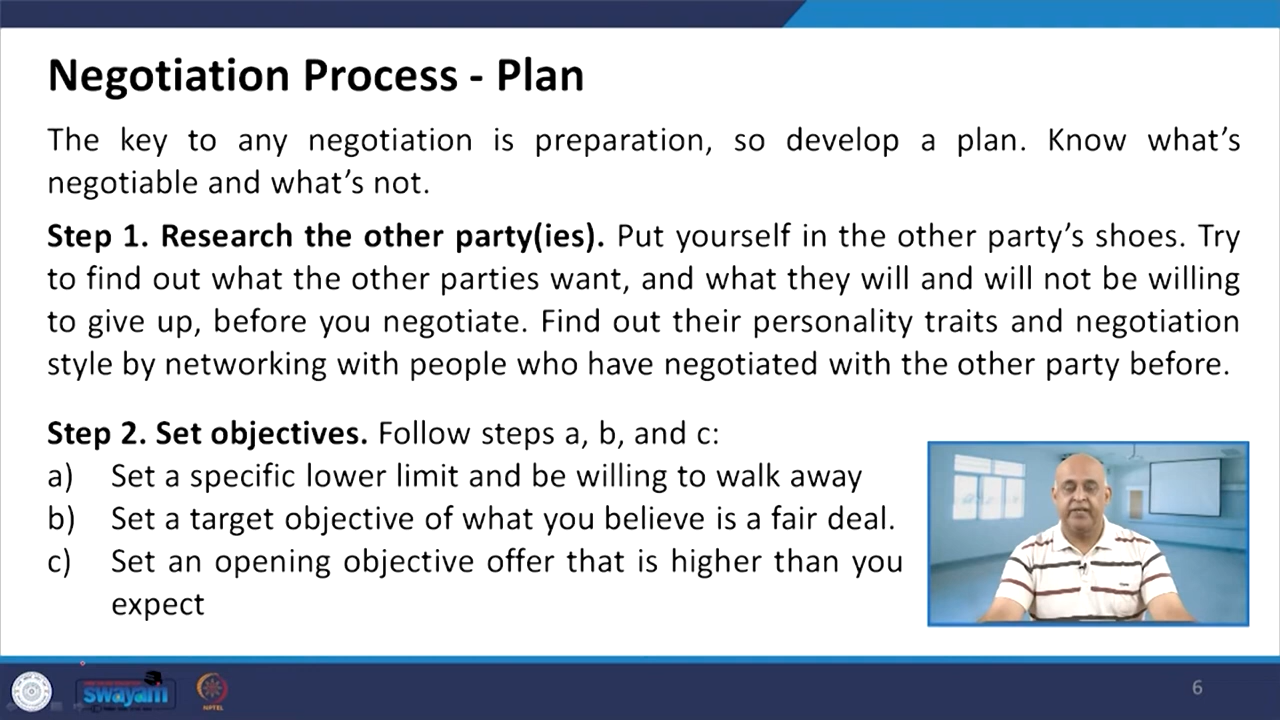 Negotiation Process - Plan
The key to any negotiation is preparation, so develop a plan. Know what’s
negotiable and what’s not.
Step 1. Research the other party(ies). Put yourself in the other party’s shoes. Try
to find out what the other parties want, and what they will and will not be willing
to give up, before you negotiate. Find out their personality traits and negotiation
style by networking with people who have negotiated with the other party before.
Step 2. Set objectives. Follow steps a, b, and c:
a) Set a specific lower limit and be willing to walk away
b) Set a target objective of what you believe is a fair deal.
c) Set an opening objective offer that is higher than you
expect
swayam
NPTEL
6